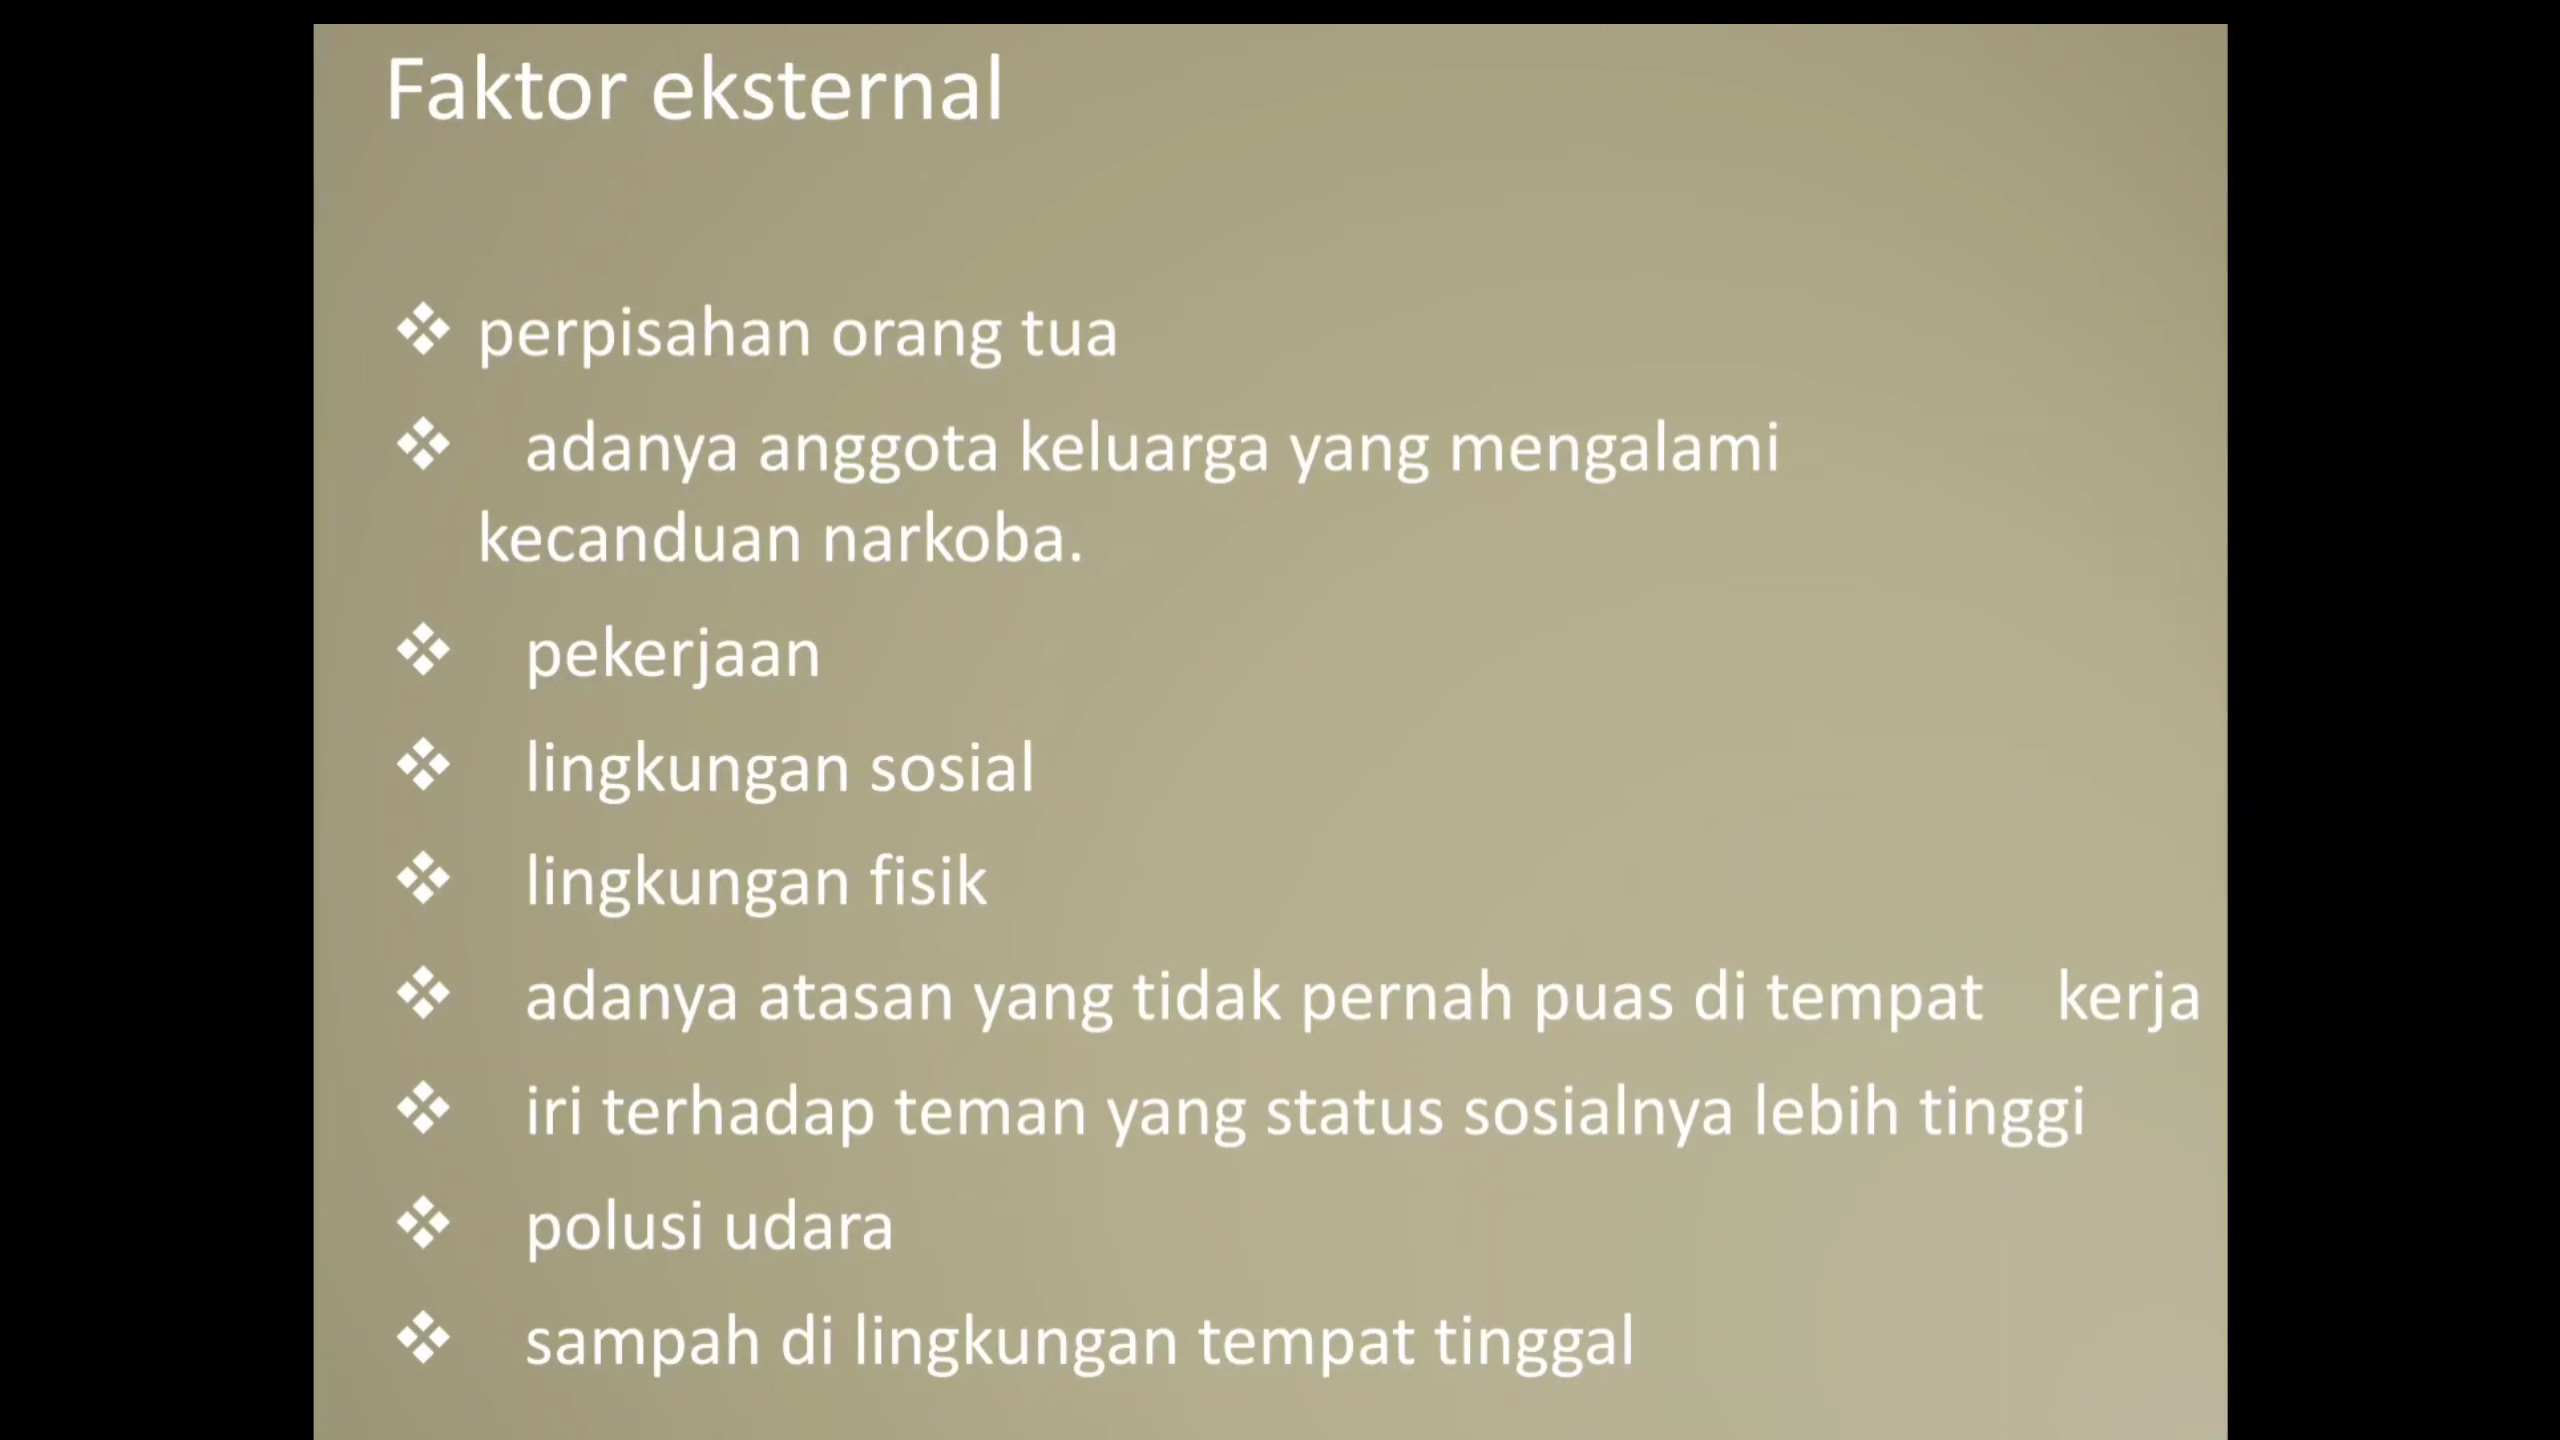 Faktor eksternal
❖ perpisahan orang tua
❖ adanya anggota keluarga yang mengalami
kecanduan narkoba.
❖ pekerjaan
❖ lingkungan sosial
❖ lingkungan fisik
❖ adanya atasan yang tidak pernah puas di tempat kerja
❖ iri terhadap teman yang status sosialnya lebih tinggi
❖ polusi udara
❖ sampah di lingkungan tempat tinggal